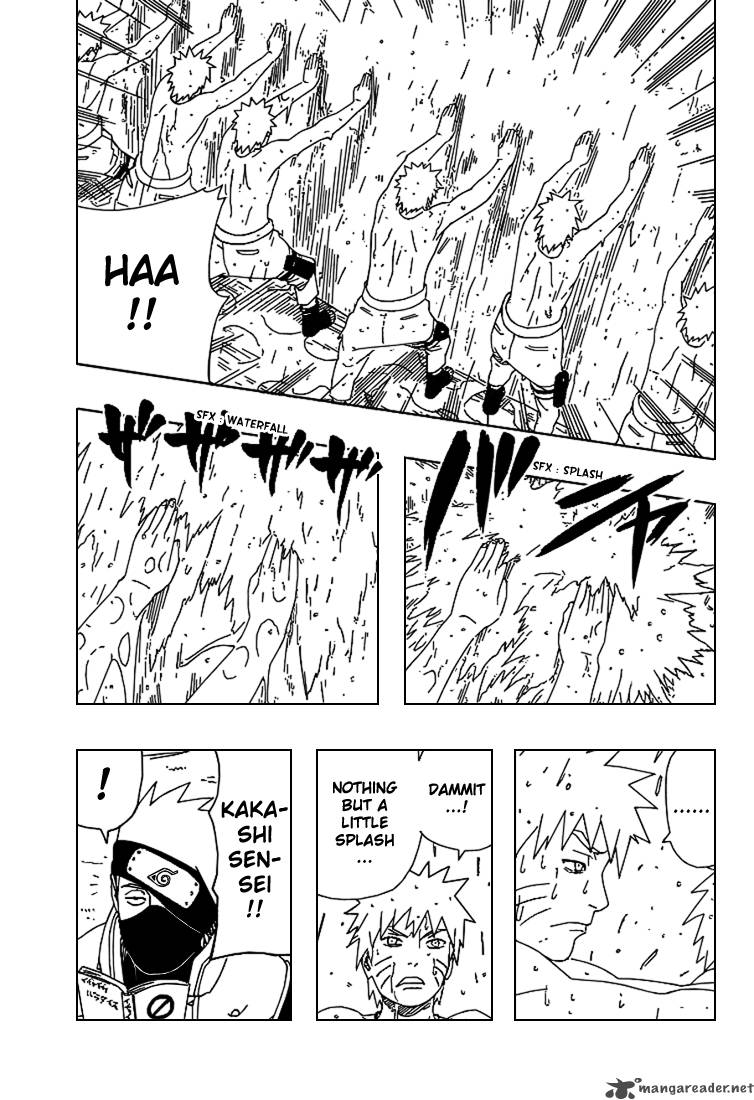 HAA
!!
SFX : SPLASH
バシャ
SFX : WATERFALL
ザザザザ
........
DAMMIT
...!
NOTHING
BUT A
LITTLE
SPLASH
...
KAKA-
SHI
SEN-
SEI
!!
!
mangareader.net